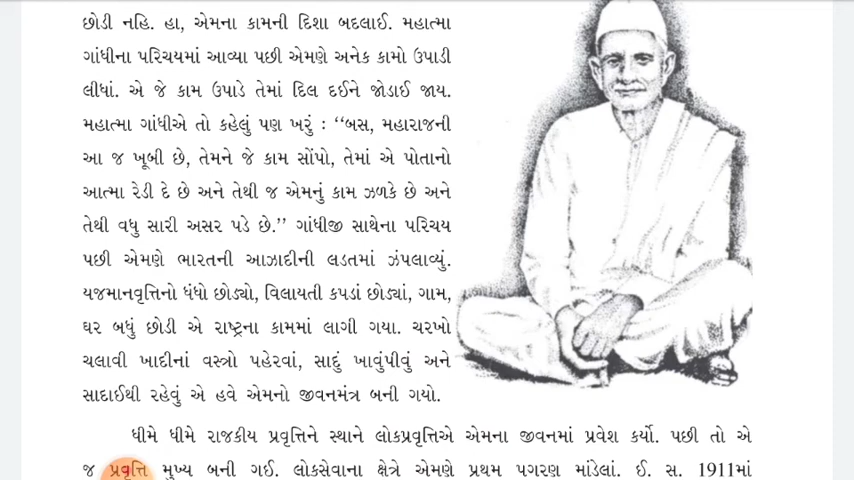 છોડી નહિ. હા, એમના કામની દિશા બદલાઈ. મહાત્મા
ગાંધીના પરિચયમાં આવ્યા પછી એમણે અનેક કામો ઉપાડી
લીધાં. એ જે કામ ઉપાડે તેમાં દિલ દઈને જોડાઈ જાય.
મહાત્મા ગાંધીએ તો કહેલું પણ ખરું : ‘‘બસ, મહારાજની
આ જ ખૂબી છે, તેમને જે કામ સોંપો, તેમાં એ પોતાનો
આત્મા રેડી દે છે અને તેથી જ એમનું કામ ઝળકે છે અને
તેથી વધુ સારી અસર પડે છે.’’ ગાંધીજી સાથેના પરિચય
પછી એમણે ભારતની આઝાદીની લડતમાં ઝંપલાવ્યું.
યજમાનવૃત્તિનો ધંધો છોડ્યો, વિલાયતી કપડાં છોડ્યાં, ગામ,
ઘર બધું છોડી એ રાષ્ટ્રના કામમાં લાગી ગયા. ચરખો
ચલાવી ખાદીનાં વસ્ત્રો પહેરવાં, સાદું ખાવુંપીવું અને
સાદાઈથી રહેવું એ હવે એમનો જીવનમંત્ર બની ગયો.
ધીમે ધીમે રાજકીય પ્રવૃત્તિને સ્થાને લોકપ્રવૃત્તિએ એમના જીવનમાં પ્રવેશ કર્યો. પછી તો એ
જ પ્રવૃત્તિ મુખ્ય બની ગઈ. લોકસેવાના ક્ષેત્રે એમણે પ્રથમ પગરણ માંડેલાં. ઈ. સ. 1911માં